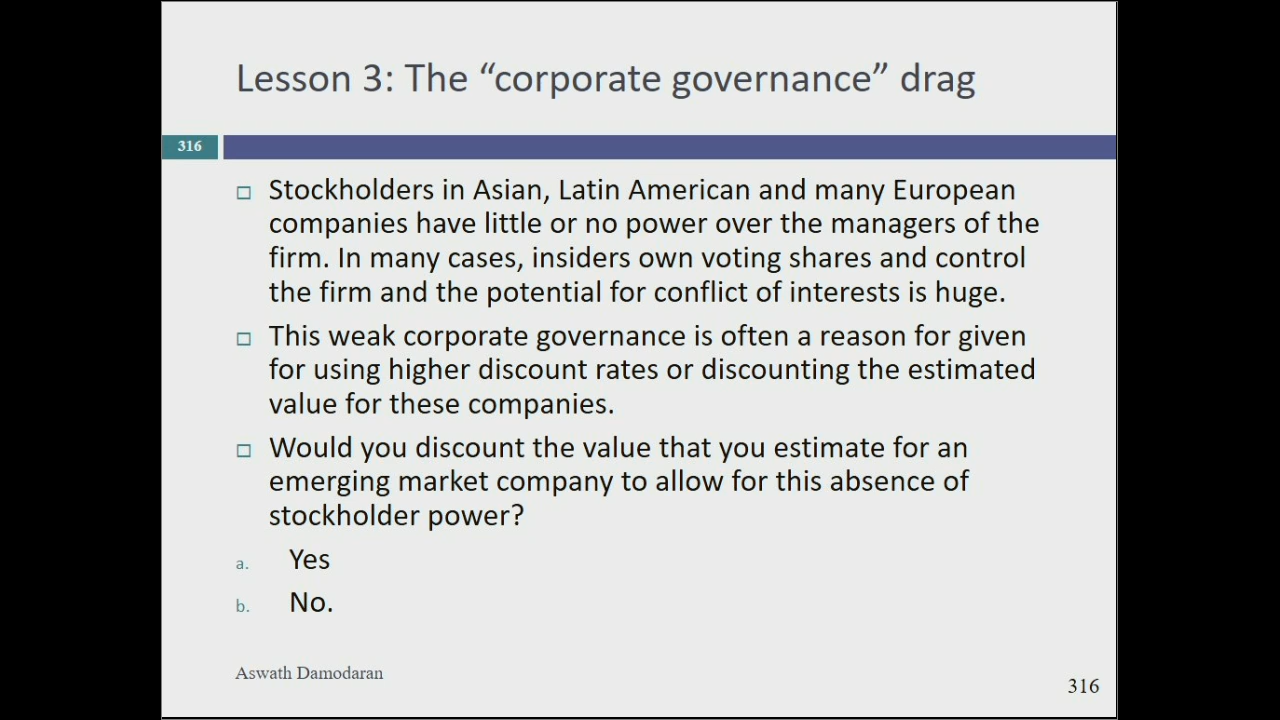 Lesson 3: The “corporate governance” drag
316
Stockholders in Asian, Latin American and many European
companies have little or no power over the managers of the
firm. In many cases, insiders own voting shares and control
the firm and the potential for conflict of interests is huge.
This weak corporate governance is often a reason for given
for using higher discount rates or discounting the estimated
value for these companies.
Would you discount the value that you estimate for an
emerging market company to allow for this absence of
stockholder power?
a. Yes
b. No.
Aswath Damodaran
316